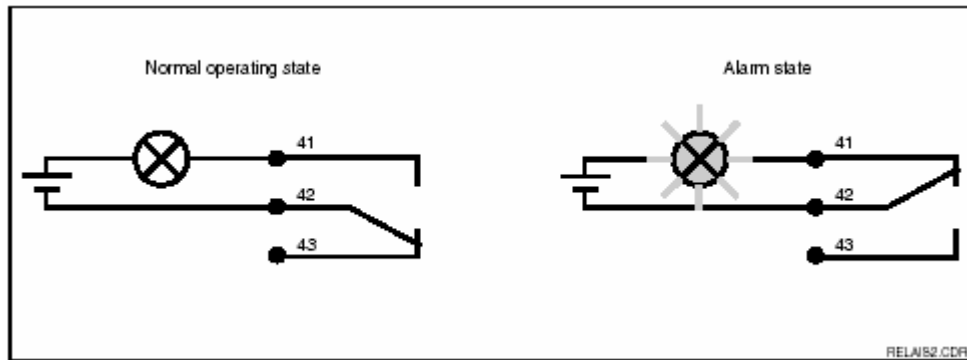 Normal operating state
Alarm state
41
42
43
41
42
43
RELAIS2.CDR